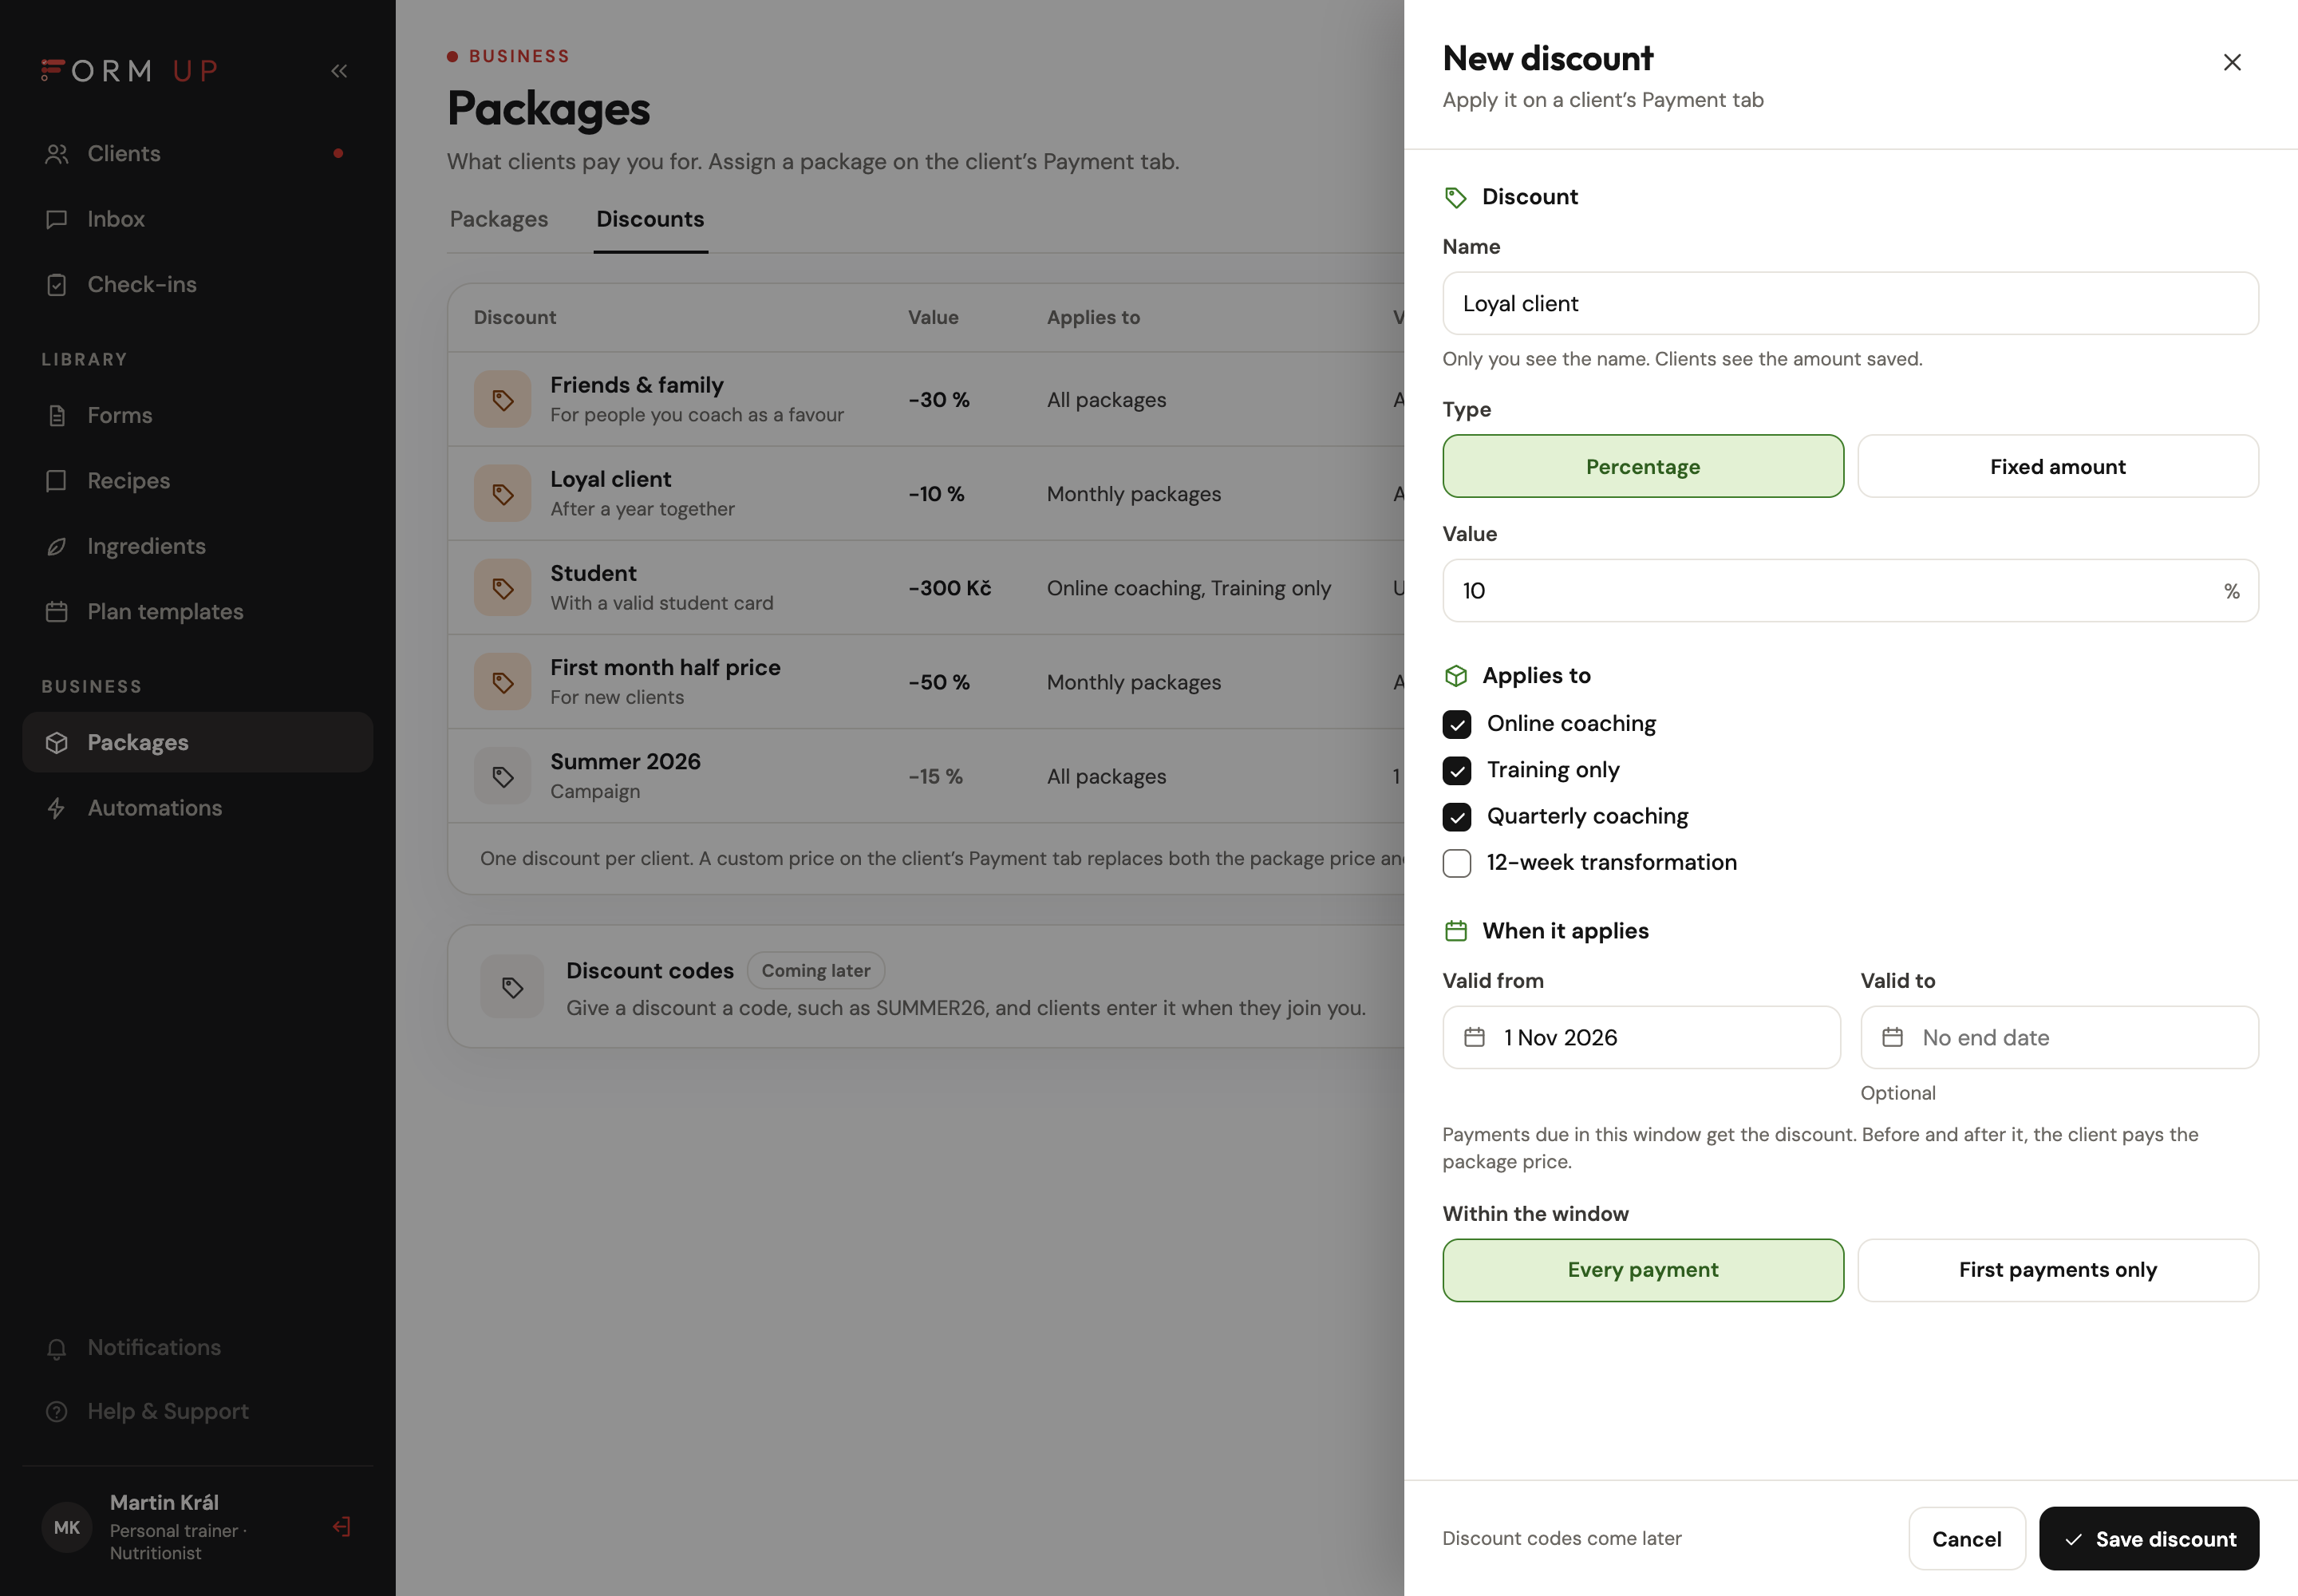 FORM UP
Clients
Inbox
Check-ins
LIBRARY
Forms
Recipes
Ingredients
Plan templates
BUSINESS
Packages
Automations
Notifications
Help & Support
MK
Martin Král
Personal trainer ·
Nutritionist
BUSINESS
Packages
What clients pay you for. Assign a package on the client’s Payment tab.
Packages Discounts
Discount Value Applies to V
Friends & family
For people you coach as a favour
-30 % All packages A
Loyal client
After a year together
-10 % Monthly packages A
Student
With a valid student card
-300 Kč Online coaching, Training only U
First month half price
For new clients
-50 % Monthly packages A
Summer 2026
Campaign
-15 % All packages 1
One discount per client. A custom price on the client’s Payment tab replaces both the package price an
Discount codes Coming later
Give a discount a code, such as SUMMER26, and clients enter it when they join you.
New discount
Apply it on a client’s Payment tab
Discount
Name
Loyal client
Only you see the name. Clients see the amount saved.
Type
Percentage Fixed amount
Value
10 %
Applies to
Online coaching
Training only
Quarterly coaching
12-week transformation
When it applies
Valid from Valid to
1 Nov 2026 No end date
Optional
Payments due in this window get the discount. Before and after it, the client pays the
package price.
Within the window
Every payment First payments only
Discount codes come later
Cancel Save discount